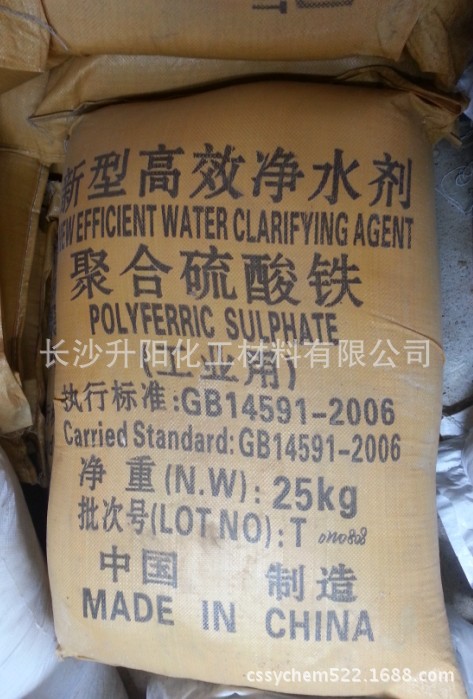 新型高效净水剂
NEW EFFICIENT WATER CLARIFYING AGENT
聚合硫酸铁
POLYFERRIC SULPHATE
长沙升阳化工材料有限公司
(工业用)
执行标准:GB14591-2006
Carried Standard:GB14591-2006
净 重(N.W):25kg
批次号(LOT NO):T
中国 制造
MADE IN CHINA
cssychem522.1688.com